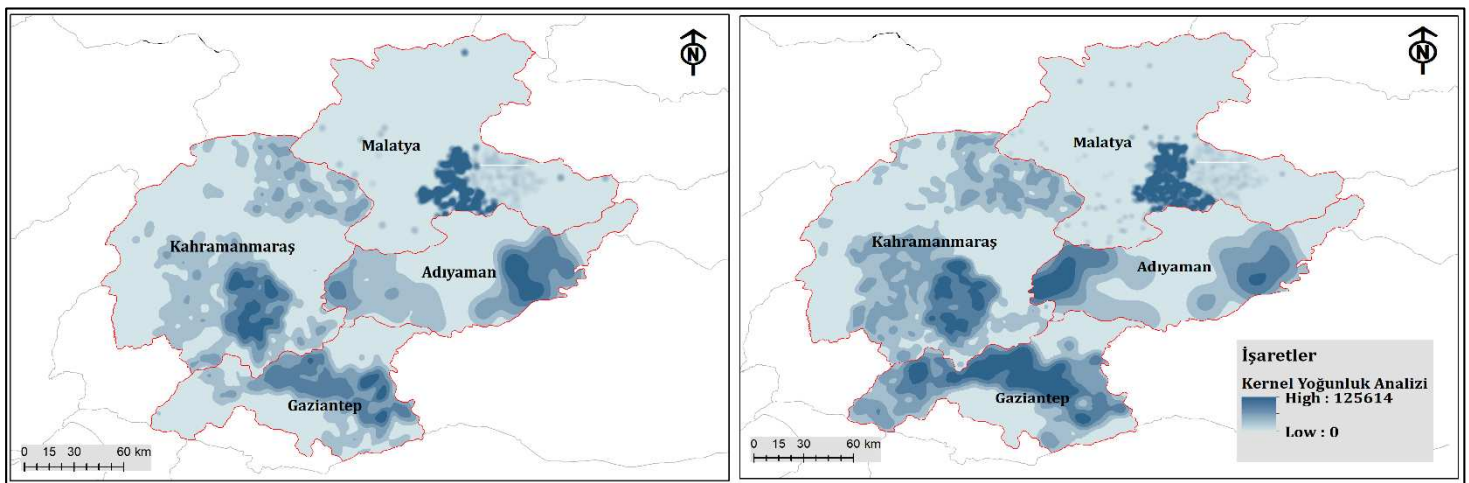 N
Malatya
Kahramanmaraş
Adıyaman
Gaziantep
0 15 30 60 km
N
Malatya
Kahramanmaraş
Adıyaman
Gaziantep
0 15 30 60 km
İşaretler
Kernel Yoğunluk Analizi
High : 125614
Low : 0